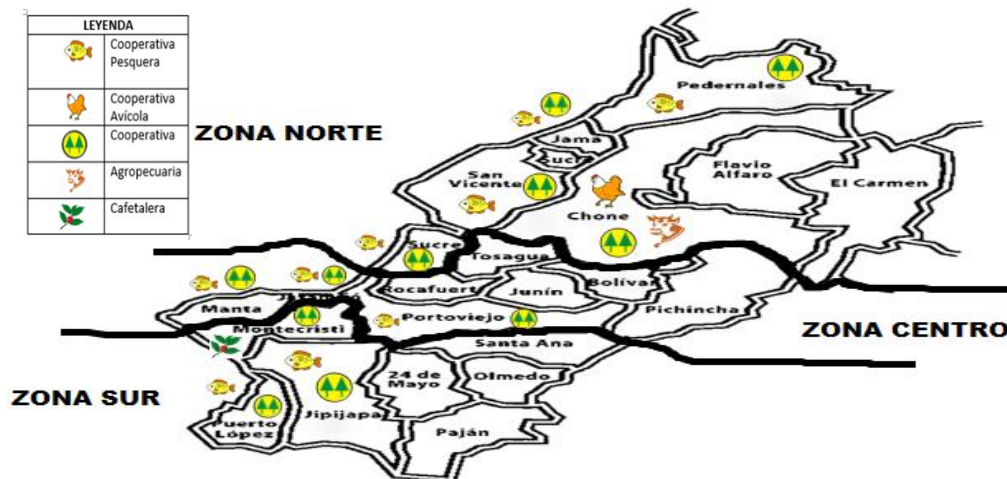 LEYENDA
Cooperativa
Pesquera
Cooperativa
Avícola
Cooperativa
Agropecuaria
Cafetalera
ZONA NORTE
Pedernales
Jama
Sucre
Flavio
Alfaro
San
Vicente
El Carmen
Chone
Sucre
Tosagua
Rocafuert
Junín
Bolívar
Pichincha
Manta
Portoviejo
Montecristi
ZONA CENTRO
Santa Ana
24 de
Mayo
Olmedo
ZONA SUR
Jipijapa
Puerto
López
Paján